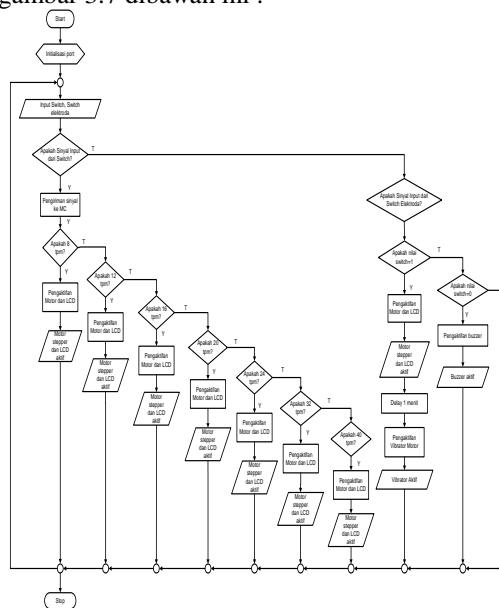 gambar 3.7 dibawah ini :
Start
Initialisasi port
Input Switch, Switch
elektroda
Apakah Sinyal Input
dari Switch?
T
Y
Pengiriman sinyal
ke MC
Y
Apakah 8
tpm?
T
Y
Pengaktifan
Motor dan LCD
Motor
stepper
dan LCD
aktif
Apakah 12
tpm?
T
Y
Pengaktifan
Motor dan LCD
Motor
stepper
dan LCD
aktif
Apakah 16
tpm?
T
Y
Pengaktifan
Motor dan LCD
Motor
stepper
dan LCD
aktif
Apakah 20
tpm?
T
Y
Pengaktifan
Motor dan LCD
Motor
stepper
dan LCD
aktif
Apakah 24
tpm?
T
Y
Pengaktifan
Motor dan LCD
Motor
stepper
dan LCD
aktif
Apakah 32
tpm?
T
Y
Pengaktifan
Motor dan LCD
Motor
stepper
dan LCD
aktif
Apakah 40
tpm?
Y
Pengaktifan
Motor dan LCD
Motor
stepper
dan LCD
aktif
Apakah Sinyal Input dari
Switch Elektroda?
Apakah nilai
switch=1
T
Y
Pengaktifan
Motor dan LCD
Motor
stepper
dan LCD
aktif
Delay 1 menit
Pengaktifan
Vibrator Motor
Vibrator Aktif
Apakah nilai
switch=0
Y
Pengaktifan buzzer
Buzzer aktif
Stop